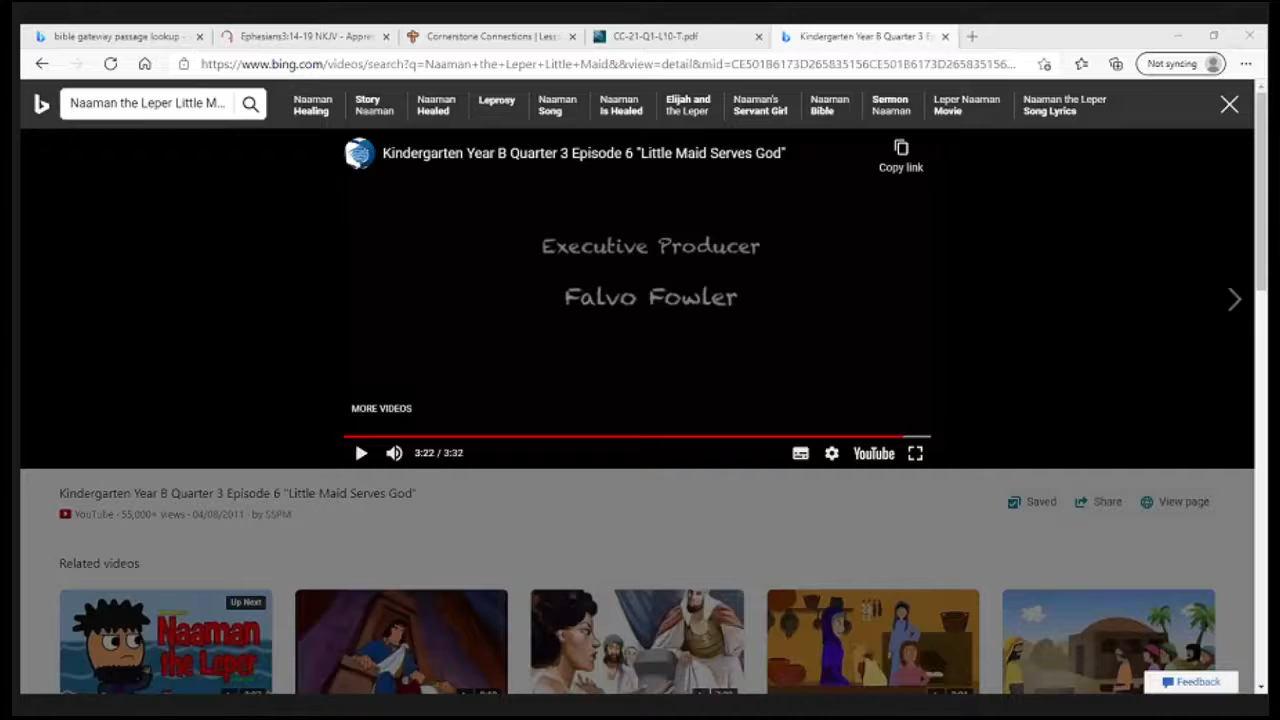 bible gateway passage lookup -
Ephesians3:14-19 NKJV - Appre
Cornerstone Connections | Less
CC-21-Q1-L10-T.pdf
Kindergarten Year B Quarter 3 E
https://www.bing.com/videos/search?q=Naaman+the+Leper+Little+Maid&&view=detail&mid=CE501B6173D265835156CE501B6173D265835156...
Not syncing
Naaman the Leper Little M...
Naaman
Healing
Story
Naaman
Naaman
Healed
Leprosy
Naaman
Song
Naaman
Is Healed
Elijah and
the Leper
Naaman's
Servant Girl
Naaman
Bible
Sermon
Naaman
Leper Naaman
Movie
Naaman the Leper
Song Lyrics
Kindergarten Year B Quarter 3 Episode 6 "Little Maid Serves God"
Copy link
Executive Producer
Falvo Fowler
MORE VIDEOS
3:22 / 3:32
YouTube
Kindergarten Year B Quarter 3 Episode 6 "Little Maid Serves God"
YouTube · 55,000+ views · 04/08/2011 · by SSPM
Saved
Share
View page
Related videos
Up Next
Naaman
the Leper
Feedback